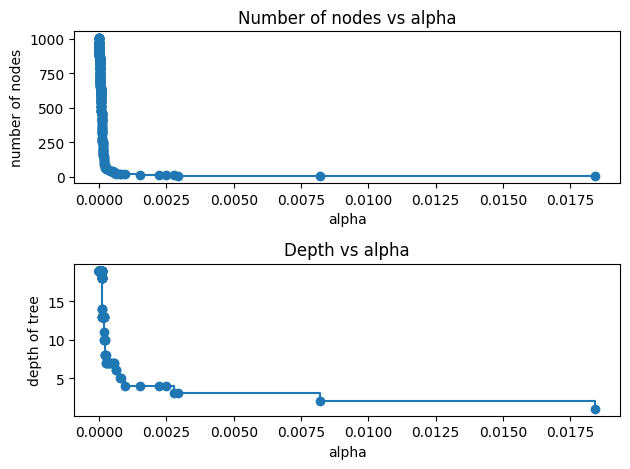 Number of nodes vs alpha
number of nodes
1000
750
500
250
0
0.0000 0.0025 0.0050 0.0075 0.0100 0.0125 0.0150 0.0175
alpha
Depth vs alpha
depth of tree
15
10
5
0.0000 0.0025 0.0050 0.0075 0.0100 0.0125 0.0150 0.0175
alpha